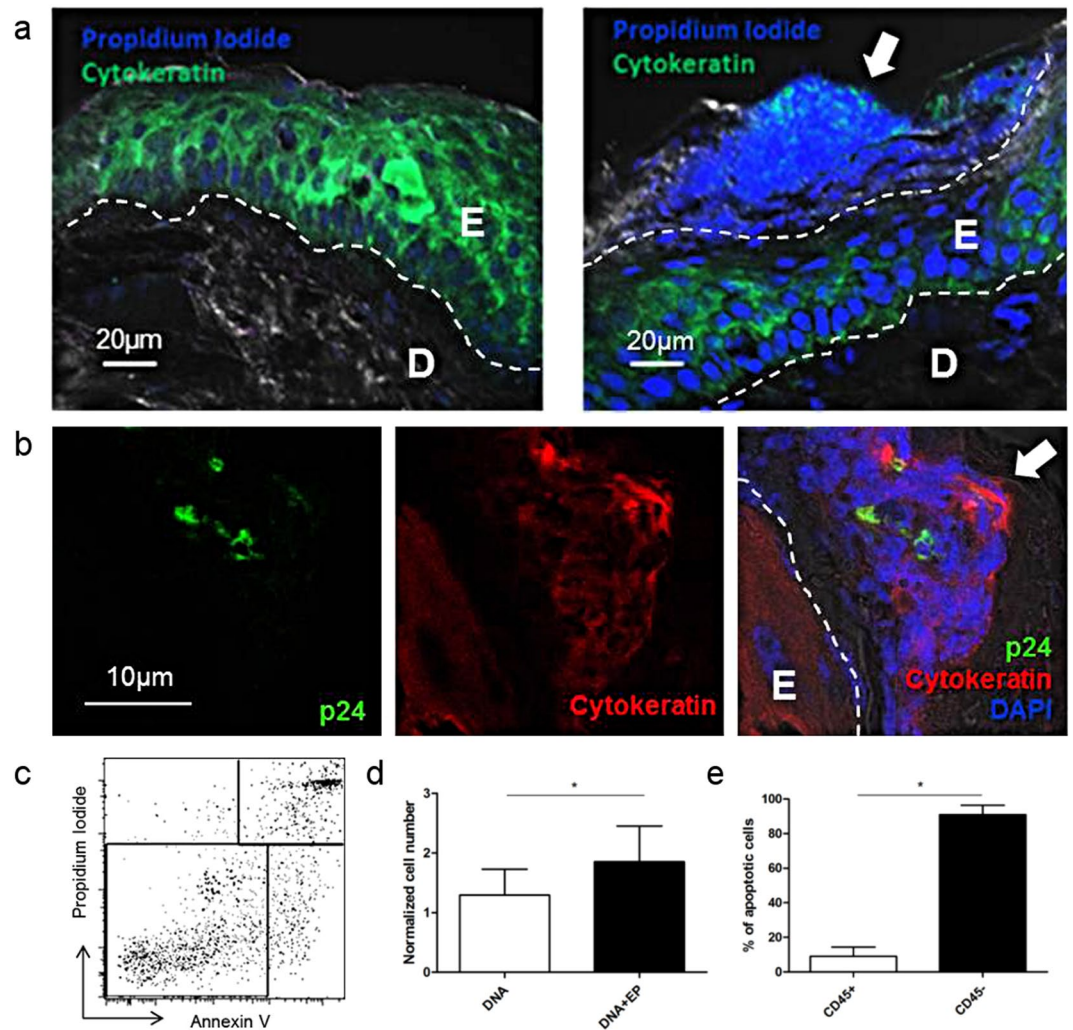 a
Propidium Iodide
Cytokeratin
E
D
20µm
Propidium Iodide
Cytokeratin
E
D
20µm
b
10µm
p24
Cytokeratin
E
p24
Cytokeratin
DAPI
c
Propidium Iodide
Annexin V
d
*
Normalized cell number
3
2
1
0
DNA
DNA+EP
e
*
% of apoptotic cells
100
80
60
40
20
0
CD45+
CD45-